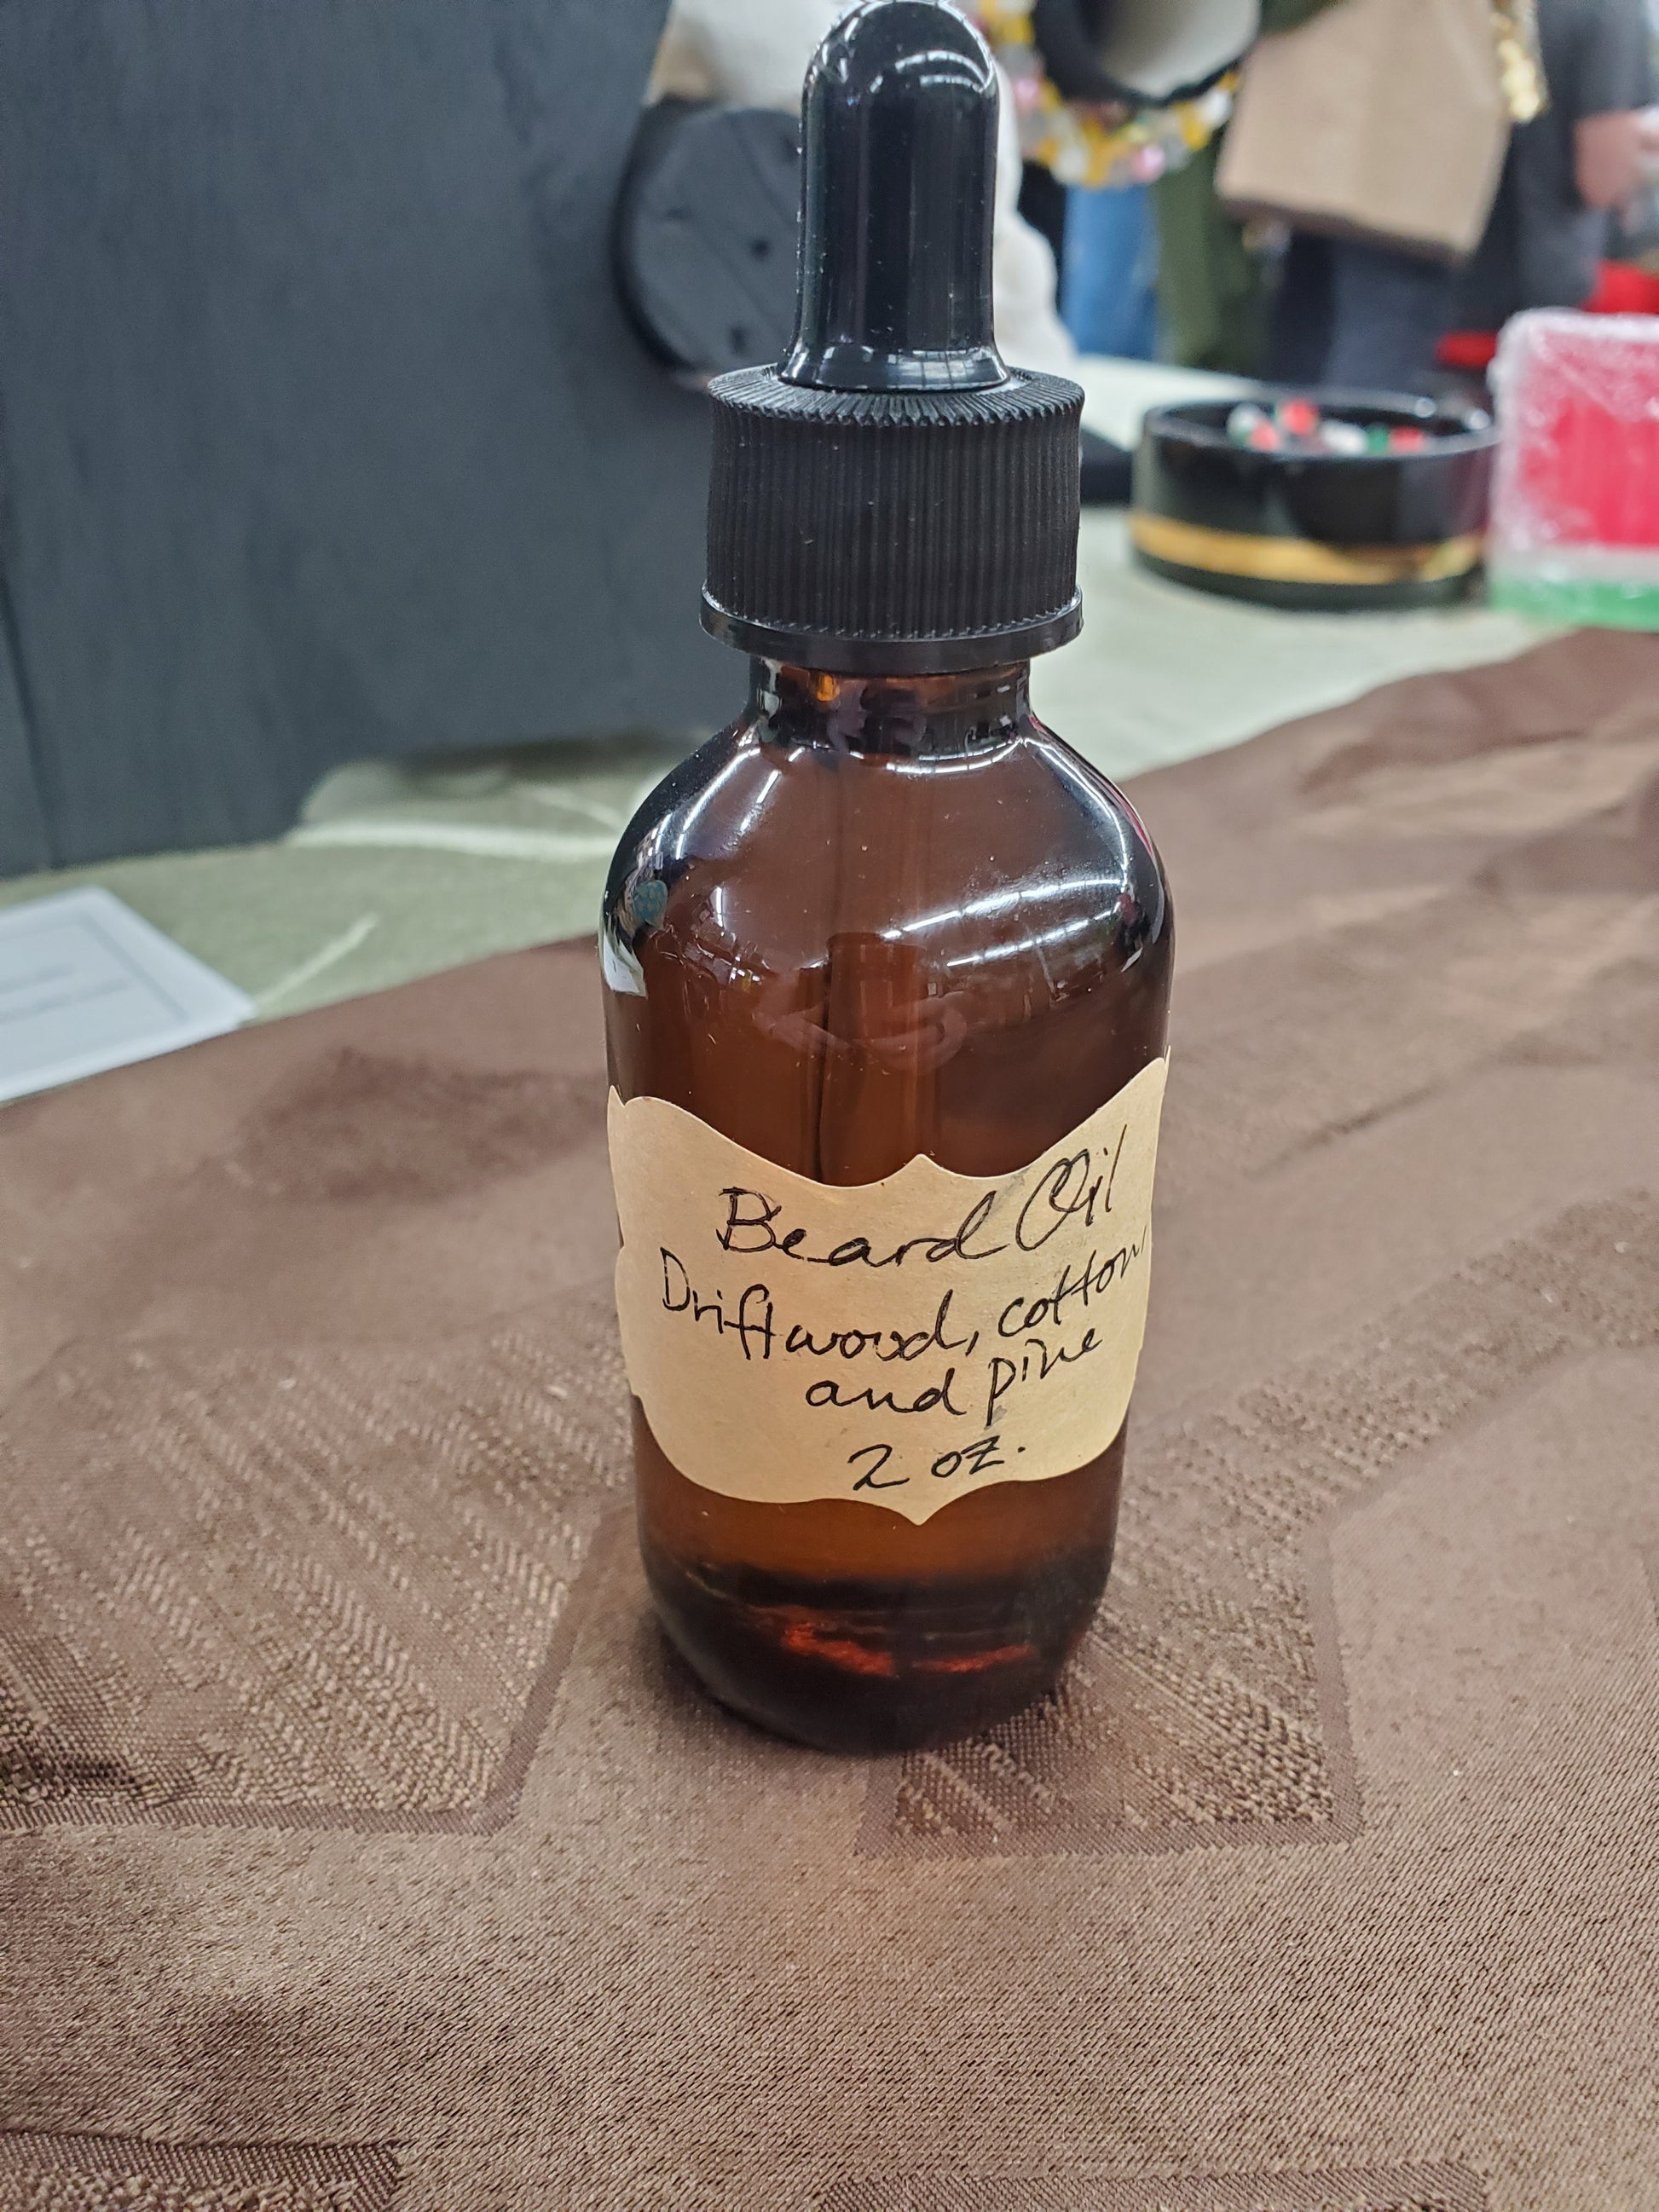 Beard Oil
Driftwood, cotton,
and pine
2 oz.